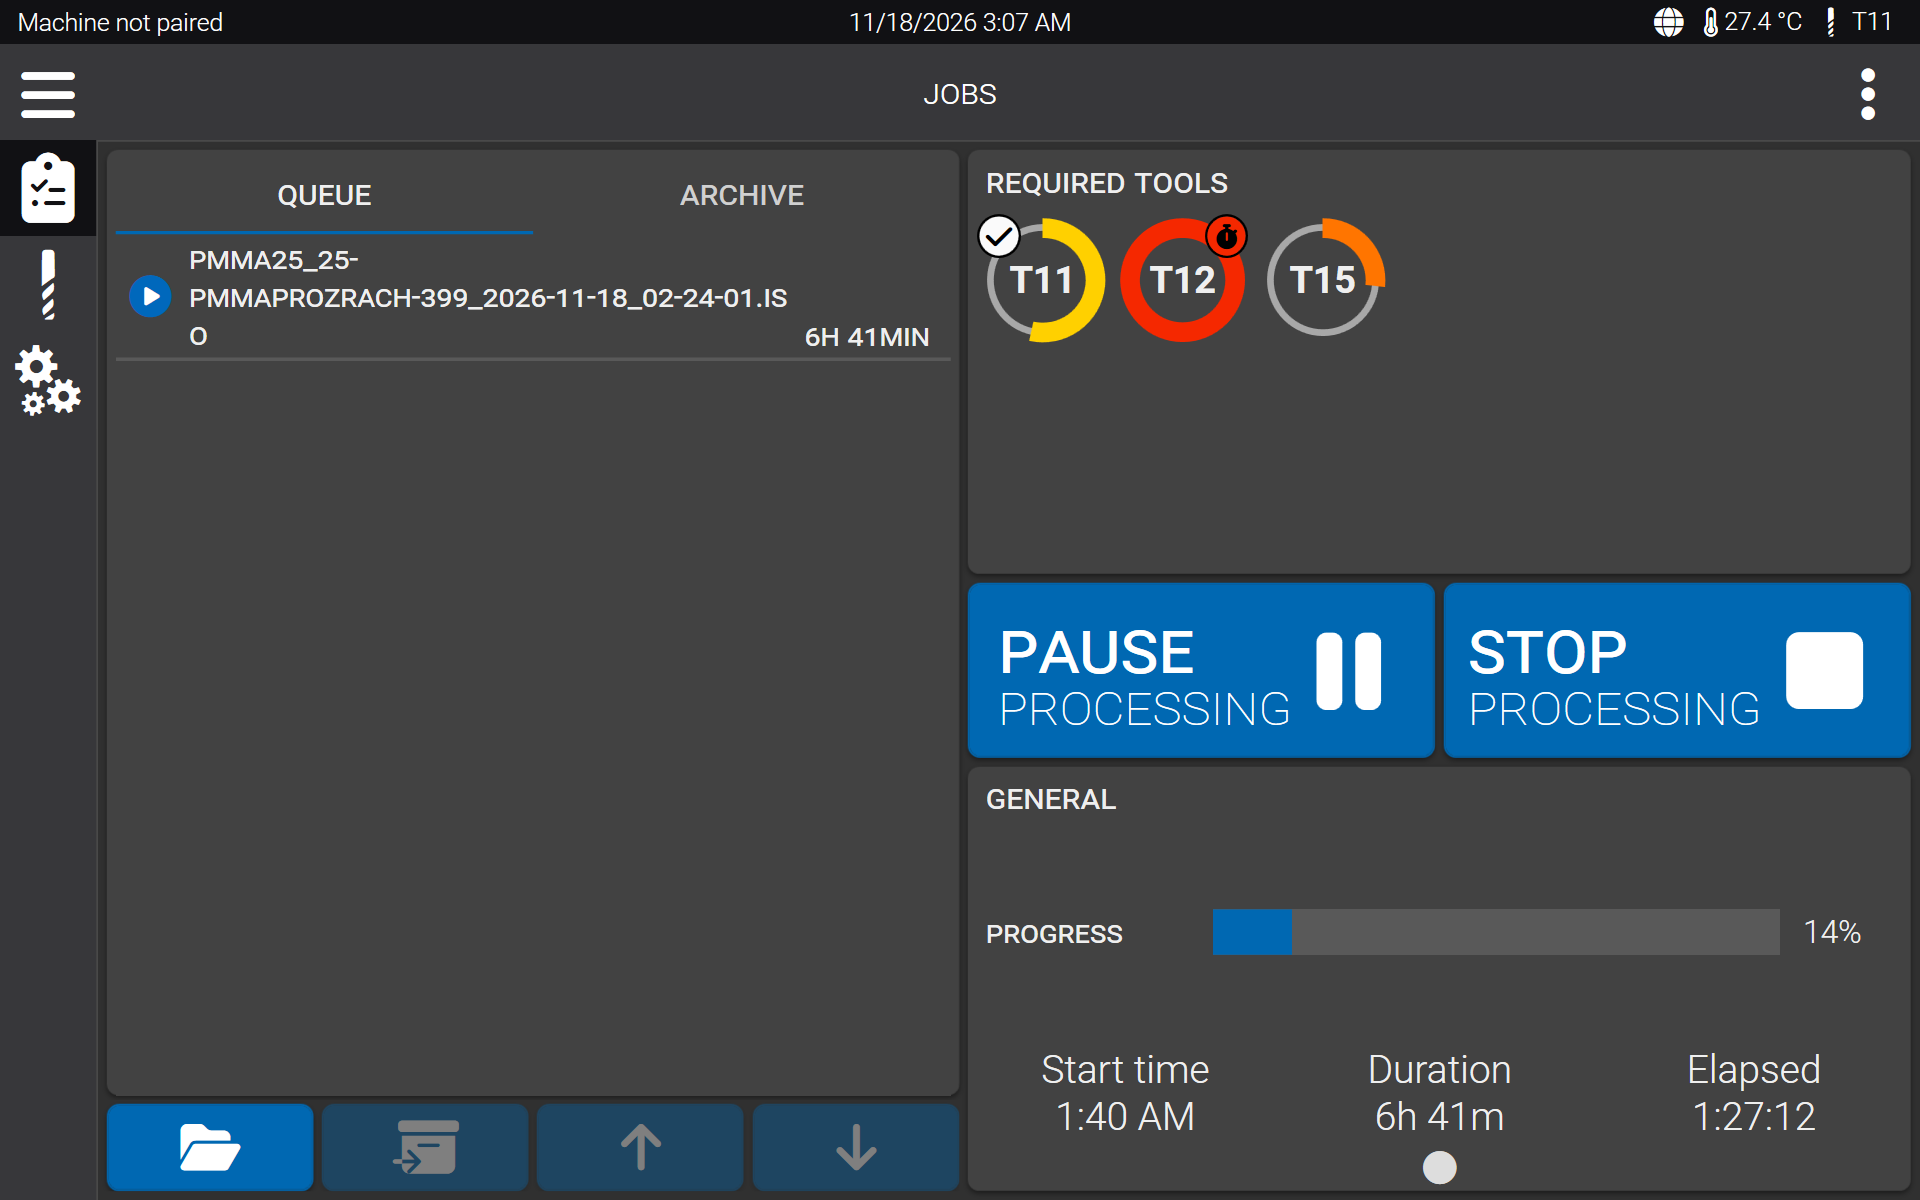 Machine not paired
11/18/2026 3:07 AM
27.4 °C
T11
JOBS
QUEUE
ARCHIVE
PMMA25_25-
PMMAPROZRACH-399_2026-11-18_02-24-01.IS
O
6H 41MIN
REQUIRED TOOLS
T11
T12
T15
PAUSE
PROCESSING
STOP
PROCESSING
GENERAL
PROGRESS
14%
Start time
1:40 AM
Duration
6h 41m
Elapsed
1:27:12